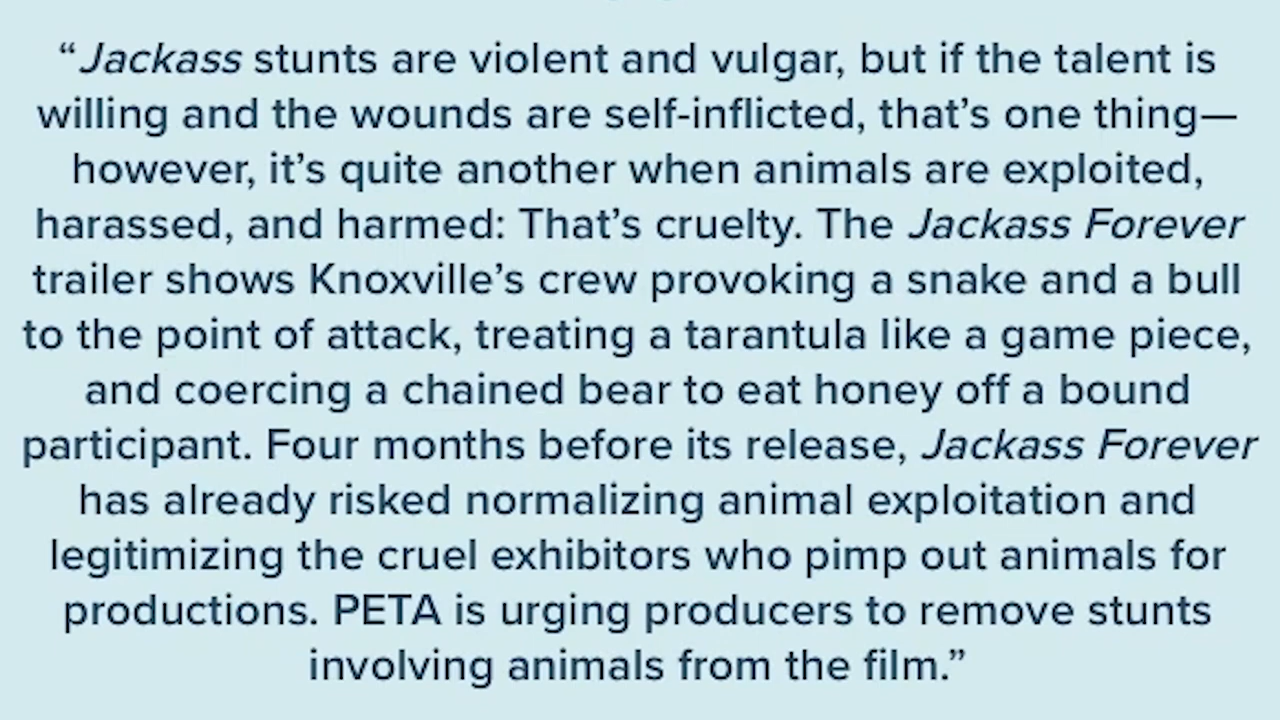 “Jackass stunts are violent and vulgar, but if the talent is
willing and the wounds are self-inflicted, that’s one thing—
however, it’s quite another when animals are exploited,
harassed, and harmed: That’s cruelty. The Jackass Forever
trailer shows Knoxville’s crew provoking a snake and a bull
to the point of attack, treating a tarantula like a game piece,
and coercing a chained bear to eat honey off a bound
participant. Four months before its release, Jackass Forever
has already risked normalizing animal exploitation and
legitimizing the cruel exhibitors who pimp out animals for
productions. PETA is urging producers to remove stunts
involving animals from the film.”